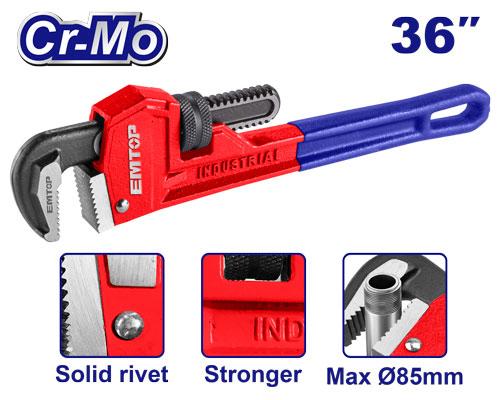 Cr-Mo
36"
EMTOP
INDUSTRIAL
EMTOP
Solid rivet
IND
Stronger
Max Ø85mm